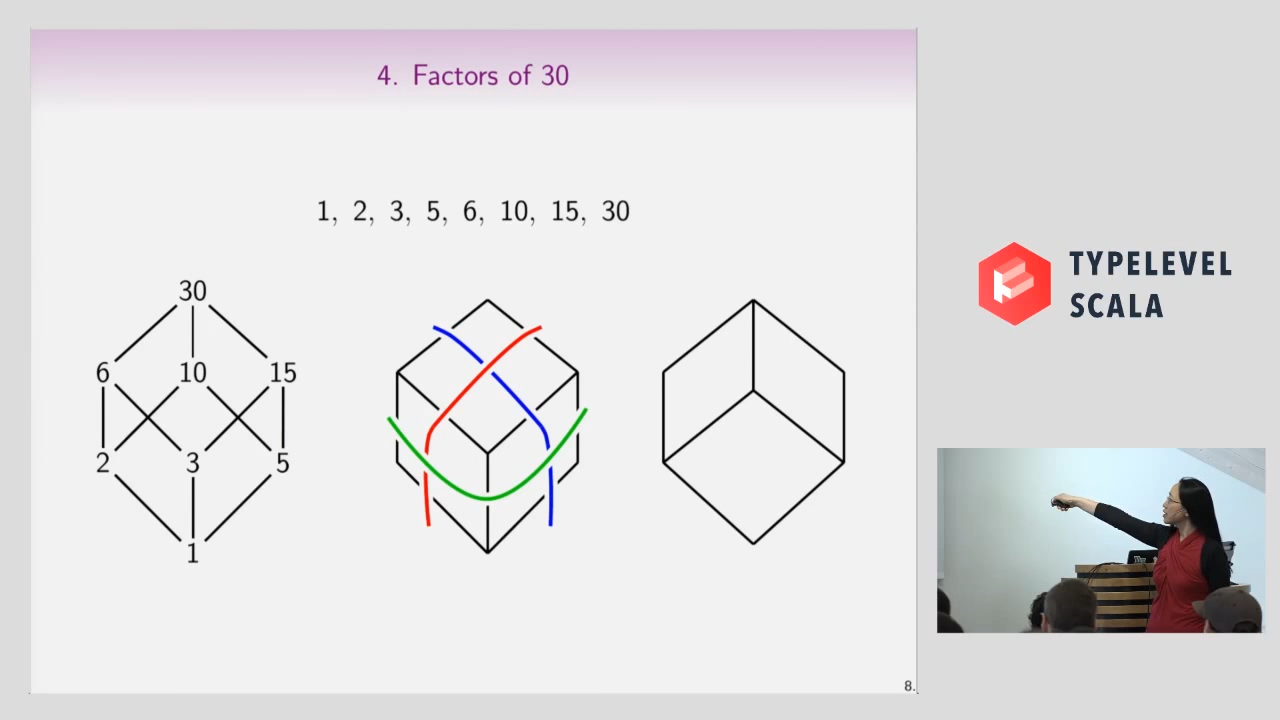 4. Factors of 30
1, 2, 3, 5, 6, 10, 15, 30
30
6 10 15
2 3 5
1
8.
TYPELEVEL
SCALA